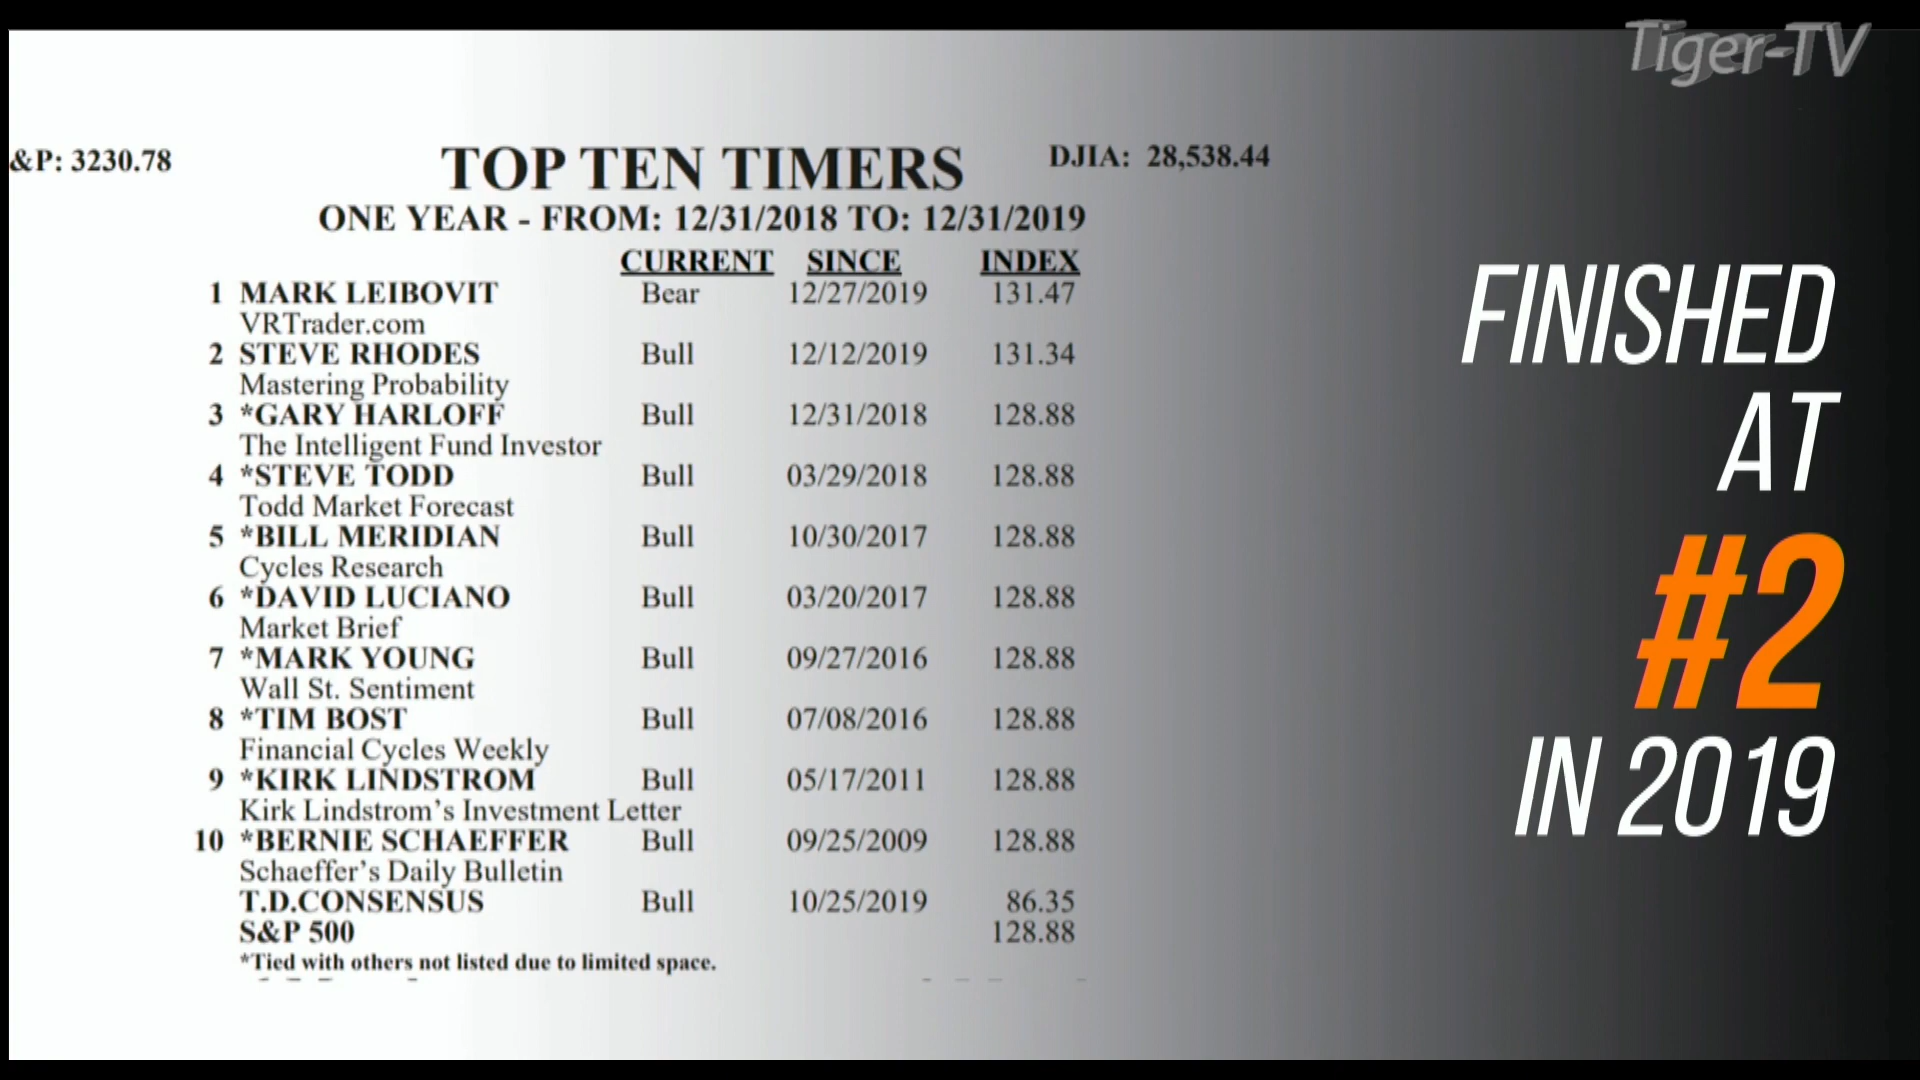 Tiger-TV
&P: 3230.78
TOP TEN TIMERS
DJIA: 28,538.44
ONE YEAR - FROM: 12/31/2018 TO: 12/31/2019
CURRENT SINCE INDEX
1 MARK LEIBOVIT Bear 12/27/2019 131.47
VRTrader.com
2 STEVE RHODES Bull 12/12/2019 131.34
Mastering Probability
3 *GARY HARLOFF Bull 12/31/2018 128.88
The Intelligent Fund Investor
4 *STEVE TODD Bull 03/29/2018 128.88
Todd Market Forecast
5 *BILL MERIDIAN Bull 10/30/2017 128.88
Cycles Research
6 *DAVID LUCIANO Bull 03/20/2017 128.88
Market Brief
7 *MARK YOUNG Bull 09/27/2016 128.88
Wall St. Sentiment
8 *TIM BOST Bull 07/08/2016 128.88
Financial Cycles Weekly
9 *KIRK LINDSTROM Bull 05/17/2011 128.88
Kirk Lindstrom's Investment Letter
10 *BERNIE SCHAEFFER Bull 09/25/2009 128.88
Schaeffer's Daily Bulletin
T.D.CONSENSUS Bull 10/25/2019 86.35
S&P 500 128.88
*Tied with others not listed due to limited space.
FINISHED
AT
#2
IN 2019